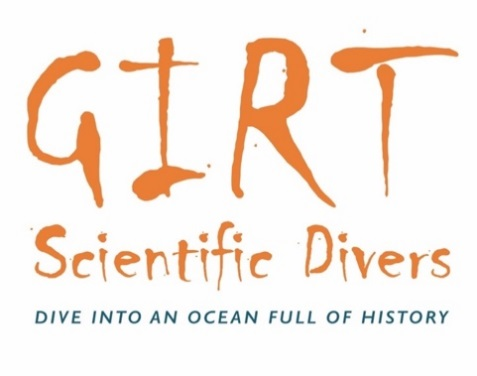 GIRT
Scientific Divers
DIVE INTO AN OCEAN FULL OF HISTORY